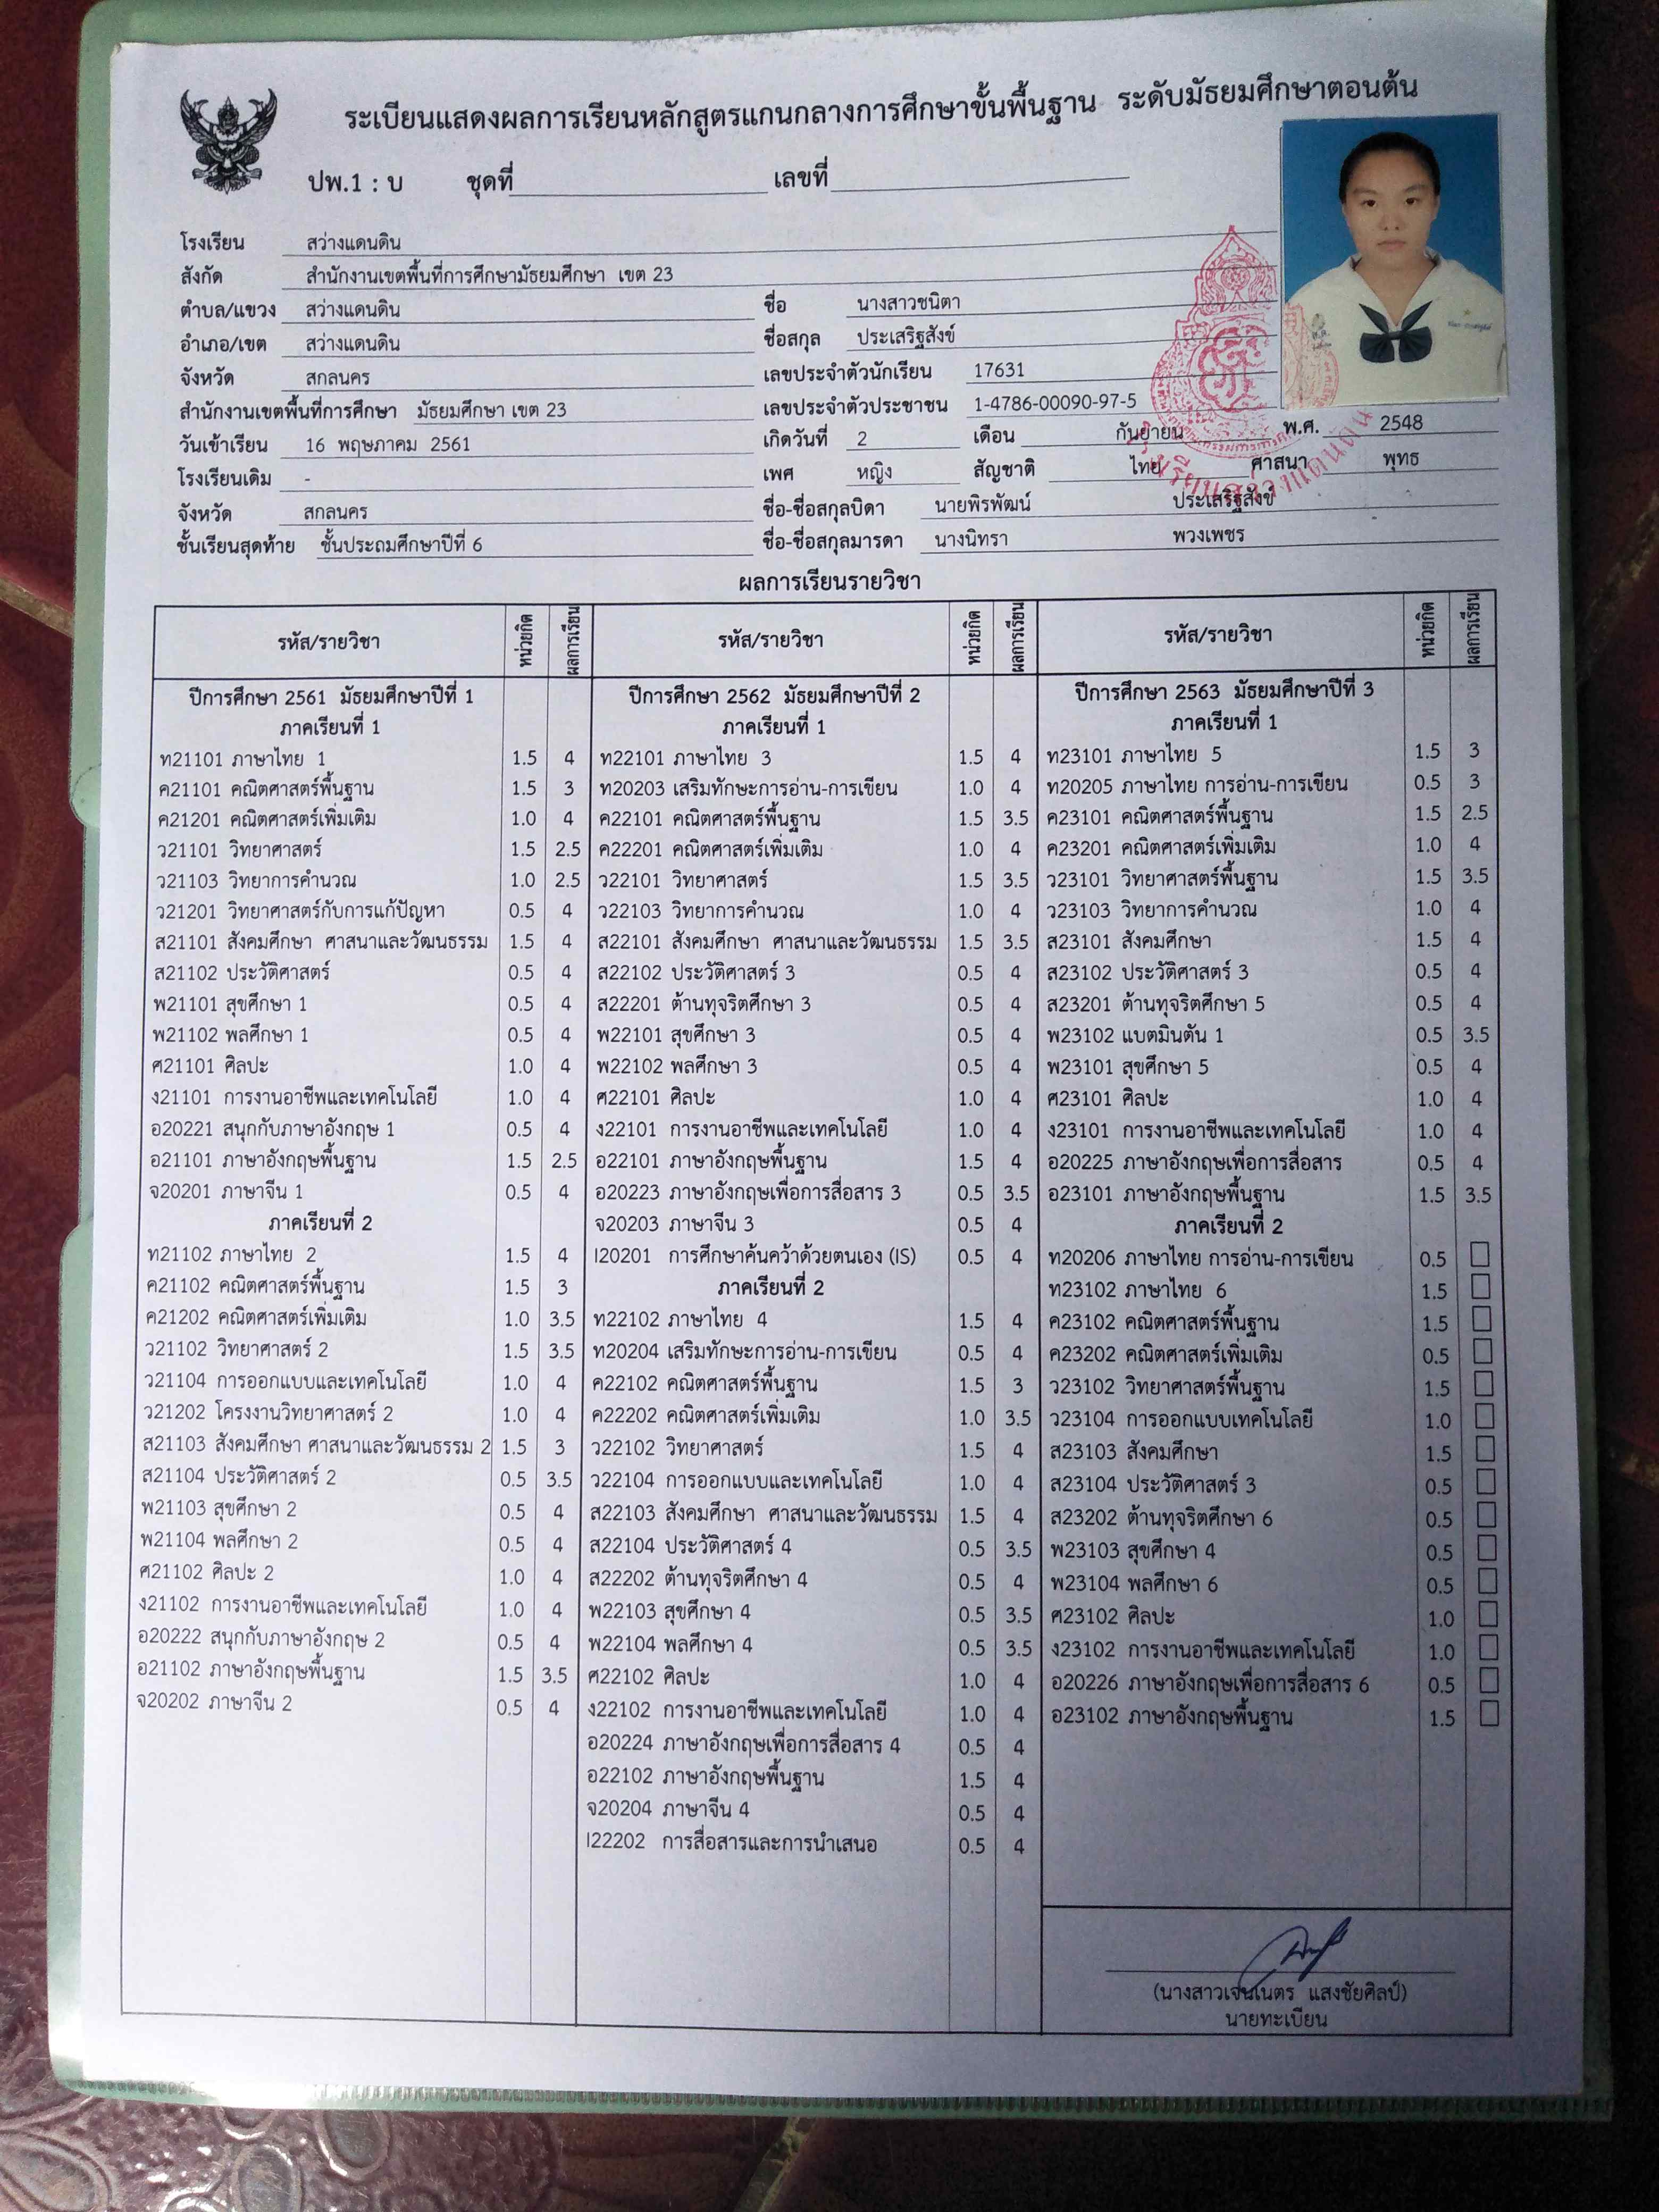 ระเบียนแสดงผลการเรียนหลักสูตรแกนกลางการศึกษาขั้นพื้นฐาน ระดับมัธยมศึกษาตอนต้น
ปพ.1 : บ ชุดที่ เลขที่
โรงเรียน สว่างแดนดิน
สังกัด สำนักงานเขตพื้นที่การศึกษามัธยมศึกษา เขต 23
ตำบล/แขวง สว่างแดนดิน
อำเภอ/เขต สว่างแดนดิน
จังหวัด สกลนคร
สำนักงานเขตพื้นที่การศึกษา มัธยมศึกษา เขต 23
วันเข้าเรียน 16 พฤษภาคม 2561
โรงเรียนเดิม -
จังหวัด สกลนคร
ชั้นเรียนสุดท้าย ชั้นประถมศึกษาปีที่ 6
ชื่อ นางสาวชนิตา
ชื่อสกุล ประเสริฐสังข์
เลขประจำตัวนักเรียน 17631
เลขประจำตัวประชาชน 1-4786-00090-97-5
เกิดวันที่ 2 เดือน กันยายน พ.ศ. 2548
เพศ หญิง สัญชาติ ไทย ศาสนา พุทธ
ชื่อ-ชื่อสกุลบิดา นายพิรพัฒน์ ประเสริฐสังข์
ชื่อ-ชื่อสกุลมารดา นางนิทรา พวงเพชร
โรงเรียนสว่างแดนดิน
ผลการเรียนรายวิชา
รหัส/รายวิชา หน่วยกิต ผลการเรียน
ปีการศึกษา 2561 มัธยมศึกษาปีที่ 1
ภาคเรียนที่ 1
ท21101 ภาษาไทย 1 1.5 4
ค21101 คณิตศาสตร์พื้นฐาน 1.5 3
ค21201 คณิตศาสตร์เพิ่มเติม 1.0 4
ว21101 วิทยาศาสตร์ 1.5 2.5
ว21103 วิทยาการคำนวณ 1.0 2.5
ว21201 วิทยาศาสตร์กับการแก้ปัญหา 0.5 4
ส21101 สังคมศึกษา ศาสนาและวัฒนธรรม 1.5 4
ส21102 ประวัติศาสตร์ 0.5 4
พ21101 สุขศึกษา 1 0.5 4
พ21102 พลศึกษา 1 0.5 4
ศ21101 ศิลปะ 1.0 4
ง21101 การงานอาชีพและเทคโนโลยี 1.0 4
อ20221 สนุกกับภาษาอังกฤษ 1 0.5 4
อ21101 ภาษาอังกฤษพื้นฐาน 1.5 2.5
จ20201 ภาษาจีน 1 0.5 4
ภาคเรียนที่ 2
ท21102 ภาษาไทย 2 1.5 4
ค21102 คณิตศาสตร์พื้นฐาน 1.5 3
ค21202 คณิตศาสตร์เพิ่มเติม 1.0 3.5
ว21102 วิทยาศาสตร์ 2 1.5 3.5
ว21104 การออกแบบและเทคโนโลยี 1.0 4
ว21202 โครงงานวิทยาศาสตร์ 2 1.0 4
ส21103 สังคมศึกษา ศาสนาและวัฒนธรรม 2 1.5 3
ส21104 ประวัติศาสตร์ 2 0.5 3.5
พ21103 สุขศึกษา 2 0.5 4
พ21104 พลศึกษา 2 0.5 4
ศ21102 ศิลปะ 2 1.0 4
ง21102 การงานอาชีพและเทคโนโลยี 1.0 4
อ20222 สนุกกับภาษาอังกฤษ 2 0.5 4
อ21102 ภาษาอังกฤษพื้นฐาน 1.5 3.5
จ20202 ภาษาจีน 2 0.5 4
รหัส/รายวิชา หน่วยกิต ผลการเรียน
ปีการศึกษา 2562 มัธยมศึกษาปีที่ 2
ภาคเรียนที่ 1
ท22101 ภาษาไทย 3 1.5 4
ท20203 เสริมทักษะการอ่าน-การเขียน 1.0 4
ค22101 คณิตศาสตร์พื้นฐาน 1.5 3.5
ค22201 คณิตศาสตร์เพิ่มเติม 1.0 4
ว22101 วิทยาศาสตร์ 1.5 3.5
ว22103 วิทยาการคำนวณ 1.0 4
ส22101 สังคมศึกษา ศาสนาและวัฒนธรรม 1.5 3.5
ส22102 ประวัติศาสตร์ 3 0.5 4
ส22201 ต้านทุจริตศึกษา 3 0.5 4
พ22101 สุขศึกษา 3 0.5 4
พ22102 พลศึกษา 3 0.5 4
ศ22101 ศิลปะ 1.0 4
ง22101 การงานอาชีพและเทคโนโลยี 1.0 4
อ22101 ภาษาอังกฤษพื้นฐาน 1.5 4
อ20223 ภาษาอังกฤษเพื่อการสื่อสาร 3 0.5 3.5
จ20203 ภาษาจีน 3 0.5 4
I20201 การศึกษาค้นคว้าด้วยตนเอง (IS) 0.5 4
ภาคเรียนที่ 2
ท22102 ภาษาไทย 4 1.5 4
ท20204 เสริมทักษะการอ่าน-การเขียน 0.5 4
ค22102 คณิตศาสตร์พื้นฐาน 1.5 3
ค22202 คณิตศาสตร์เพิ่มเติม 1.0 3.5
ว22102 วิทยาศาสตร์ 1.5 4
ว22104 การออกแบบและเทคโนโลยี 1.0 4
ส22103 สังคมศึกษา ศาสนาและวัฒนธรรม 1.5 4
ส22104 ประวัติศาสตร์ 4 0.5 3.5
ส22202 ต้านทุจริตศึกษา 4 0.5 4
พ22103 สุขศึกษา 4 0.5 3.5
พ22104 พลศึกษา 4 0.5 3.5
ศ22102 ศิลปะ 1.0 4
ง22102 การงานอาชีพและเทคโนโลยี 1.0 4
อ20224 ภาษาอังกฤษเพื่อการสื่อสาร 4 0.5 4
อ22102 ภาษาอังกฤษพื้นฐาน 1.5 4
จ20204 ภาษาจีน 4 0.5 4
I22202 การสื่อสารและการนำเสนอ 0.5 4
รหัส/รายวิชา หน่วยกิต ผลการเรียน
ปีการศึกษา 2563 มัธยมศึกษาปีที่ 3
ภาคเรียนที่ 1
ท23101 ภาษาไทย 5 1.5 3
ท20205 ภาษาไทย การอ่าน-การเขียน 0.5 3
ค23101 คณิตศาสตร์พื้นฐาน 1.5 2.5
ค23201 คณิตศาสตร์เพิ่มเติม 1.0 4
ว23101 วิทยาศาสตร์พื้นฐาน 1.5 3.5
ว23103 วิทยาการคำนวณ 1.0 4
ส23101 สังคมศึกษา 1.5 4
ส23102 ประวัติศาสตร์ 3 0.5 4
ส23201 ต้านทุจริตศึกษา 5 0.5 4
พ23102 แบตมินตัน 1 0.5 3.5
พ23101 สุขศึกษา 5 0.5 4
ศ23101 ศิลปะ 1.0 4
ง23101 การงานอาชีพและเทคโนโลยี 1.0 4
อ20225 ภาษาอังกฤษเพื่อการสื่อสาร 0.5 4
อ23101 ภาษาอังกฤษพื้นฐาน 1.5 3.5
ภาคเรียนที่ 2
ท20206 ภาษาไทย การอ่าน-การเขียน 0.5
ท23102 ภาษาไทย 6 1.5
ค23102 คณิตศาสตร์พื้นฐาน 1.5
ค23202 คณิตศาสตร์เพิ่มเติม 0.5
ว23102 วิทยาศาสตร์พื้นฐาน 1.5
ว23104 การออกแบบเทคโนโลยี 1.0
ส23103 สังคมศึกษา 1.5
ส23104 ประวัติศาสตร์ 3 0.5
ส23202 ต้านทุจริตศึกษา 6 0.5
พ23103 สุขศึกษา 4 0.5
พ23104 พลศึกษา 6 0.5
ศ23102 ศิลปะ 1.0
ง23102 การงานอาชีพและเทคโนโลยี 1.0
อ20226 ภาษาอังกฤษเพื่อการสื่อสาร 6 0.5
อ23102 ภาษาอังกฤษพื้นฐาน 1.5
(นางสาวเจนเนตร แสงชัยศิลป์)
นายทะเบียน